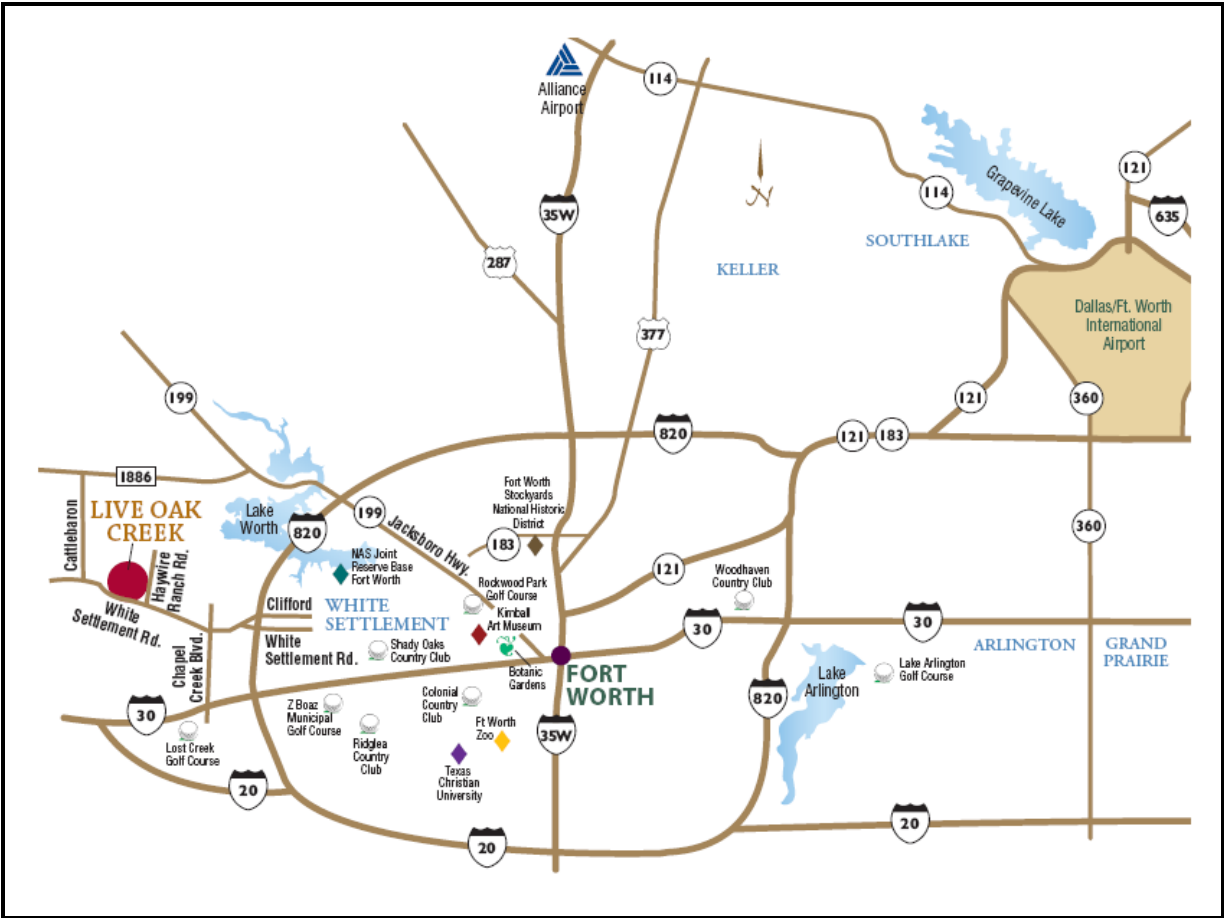 114
Alliance
Airport
121
Grapevine Lake
114
635
35W
SOUTHLAKE
287
KELLER
Dallas/Ft. Worth
International
Airport
377
199
121
360
820
121
183
1886
Fort Worth
Stockyards
National Historic
District
Cattlebaron
LIVE OAK
CREEK
Lake
Worth
820
199
Jacksboro Hwy.
183
360
NAS Joint
Reserve Base
Fort Worth
Haywire
Ranch Rd.
121
Woodhaven
Country Club
Rockwood Park
Golf Course
White
Settlement Rd.
Clifford
WHITE
SETTLEMENT
Kimball
Art Museum
30
30
White
Settlement Rd.
Shady Oaks
Country Club
ARLINGTON
GRAND
PRAIRIE
Chapel
Creek Blvd.
Botanic
Gardens
FORT
WORTH
Lake
Arlington
Lake Arlington
Golf Course
30
Z Boaz
Municipal
Golf Course
Colonial
Country
Club
820
Ft Worth
Zoo
35W
Lost Creek
Golf Course
Ridglea
Country
Club
Texas
Christian
University
20
20
20
N